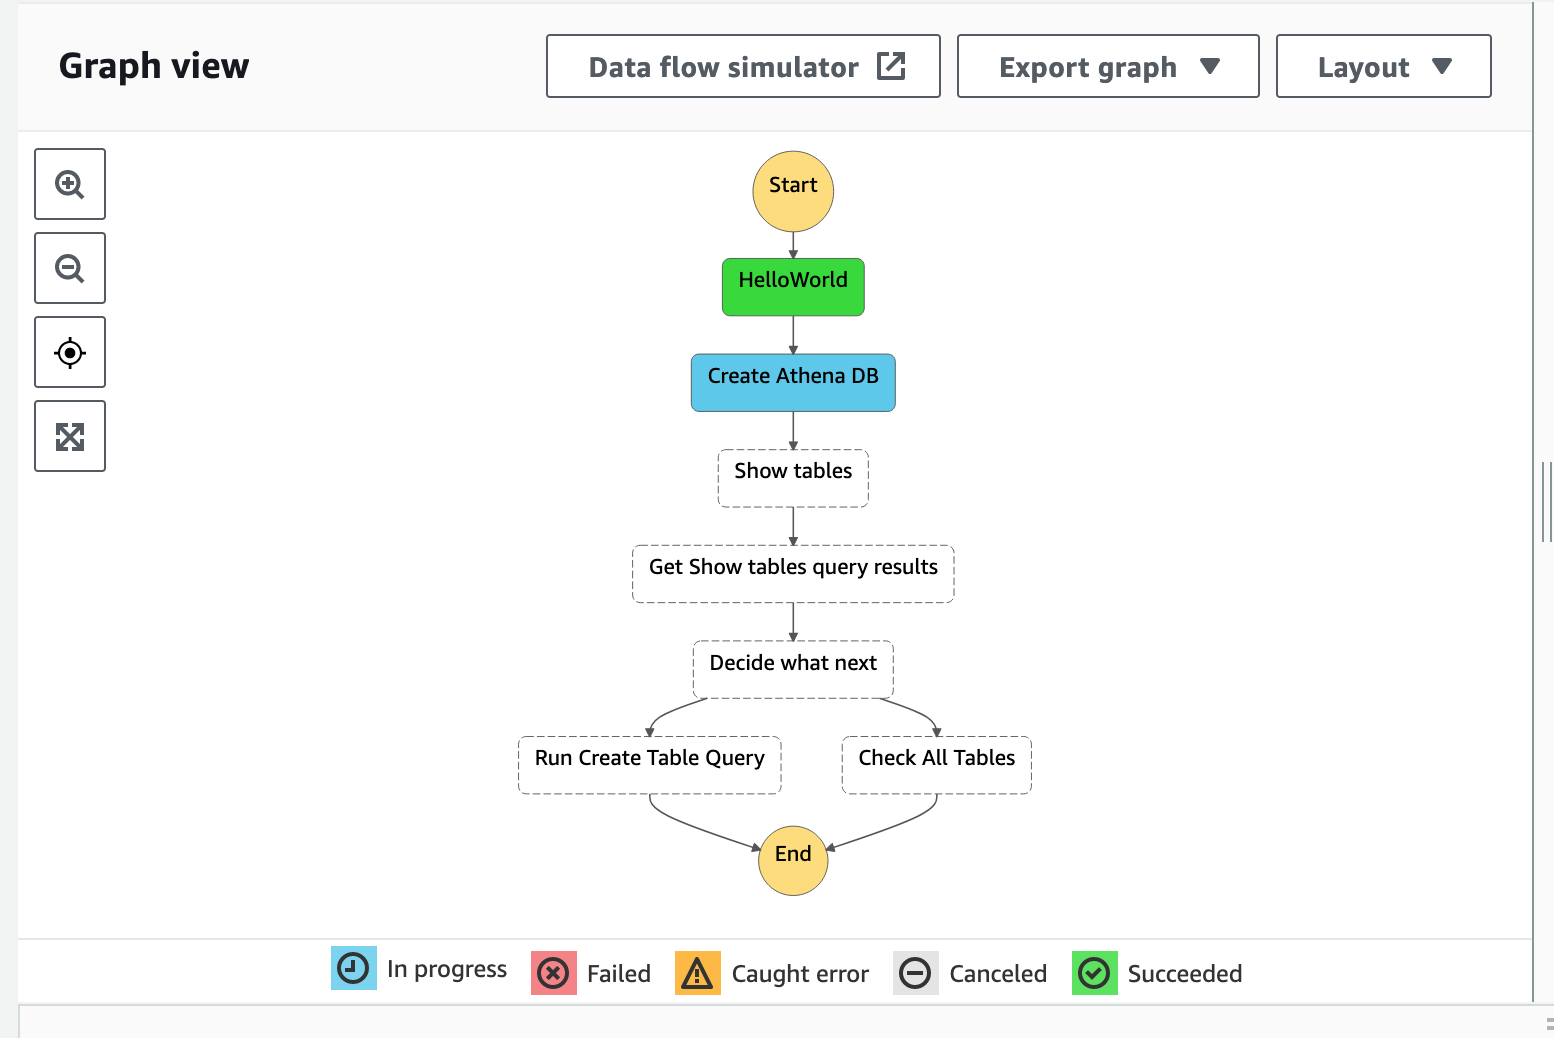 Graph view
Data flow simulator
Export graph
Layout
Start
HelloWorld
Create Athena DB
Show tables
Get Show tables query results
Decide what next
Run Create Table Query
Check All Tables
End
In progress
Failed
Caught error
Canceled
Succeeded